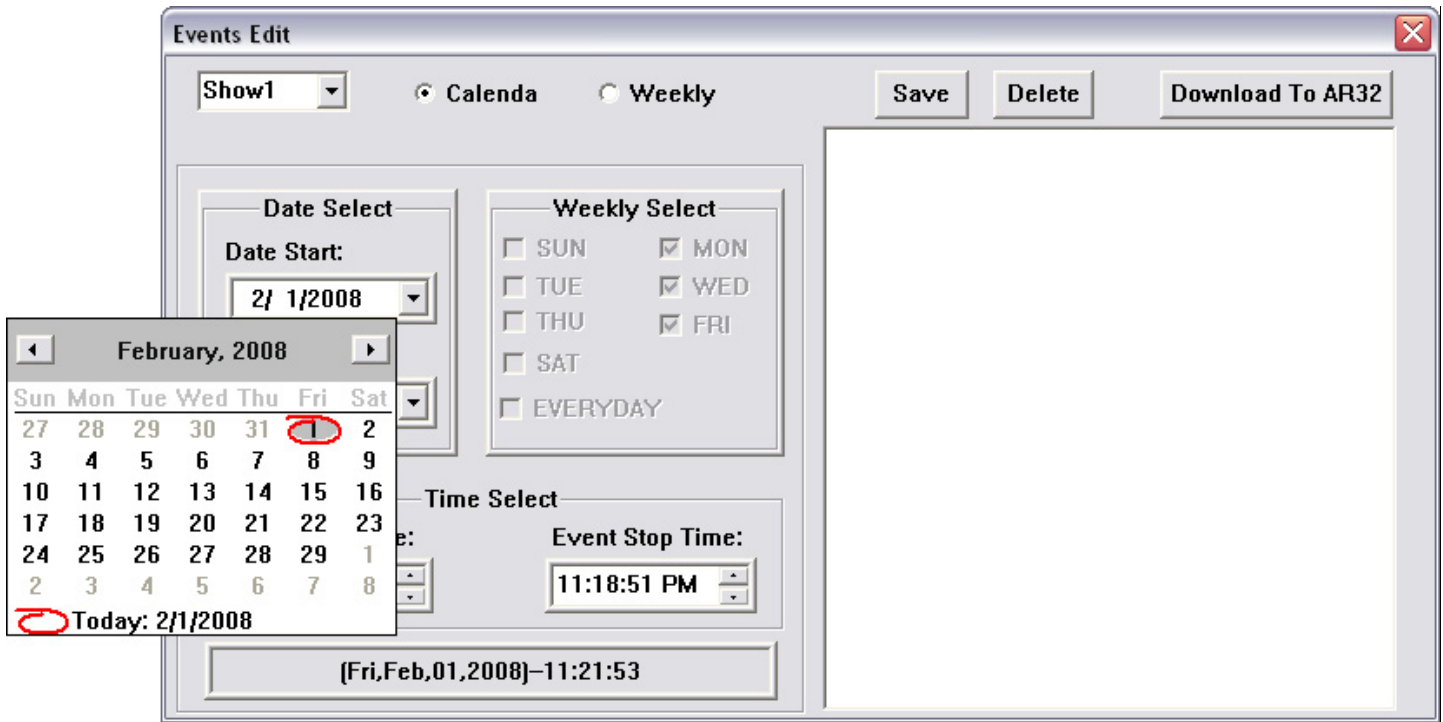 Events Edit
Show1 Calenda Weekly Save Delete Download To AR32
Date Select
Date Start:
2/ 1/2008
Weekly Select
SUN MON
TUE WED
THU FRI
SAT
EVERYDAY
February, 2008
Sun Mon Tue Wed Thu Fri Sat
27 28 29 30 31 1 2
3 4 5 6 7 8 9
10 11 12 13 14 15 16
17 18 19 20 21 22 23
24 25 26 27 28 29 1
2 3 4 5 6 7 8
Today: 2/1/2008
Time Select
e: Event Stop Time:
11:18:51 PM
(Fri,Feb,01,2008)–11:21:53